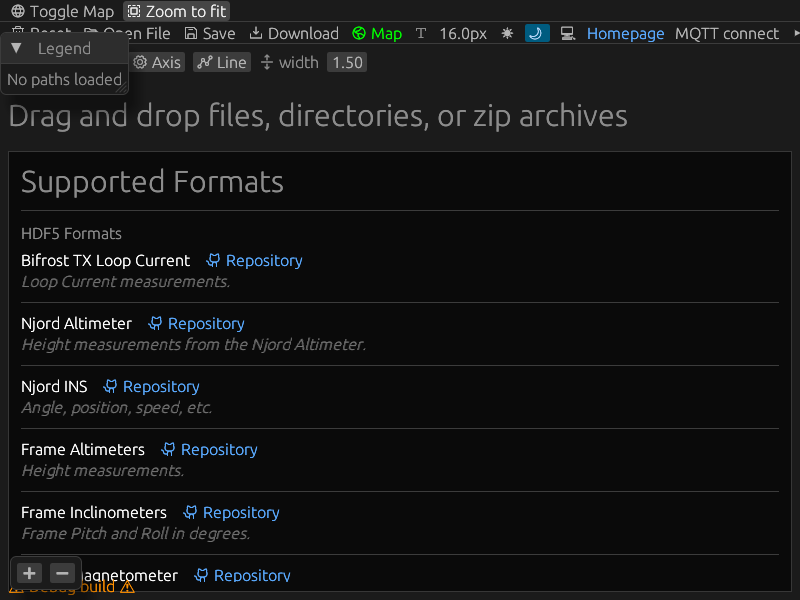 Toggle Map Zoom to fit
Reset Open File Save Download Map T 16.0px Homepage MQTT connect
Legend
Axis Line width 1.50
No paths loaded
Drag and drop files, directories, or zip archives
Supported Formats
HDF5 Formats
Bifrost TX Loop Current Repository
Loop Current measurements.
Njord Altimeter Repository
Height measurements from the Njord Altimeter.
Njord INS Repository
Angle, position, speed, etc.
Frame Altimeters Repository
Height measurements.
Frame Inclinometers Repository
Frame Pitch and Roll in degrees.
Repository
Debug build